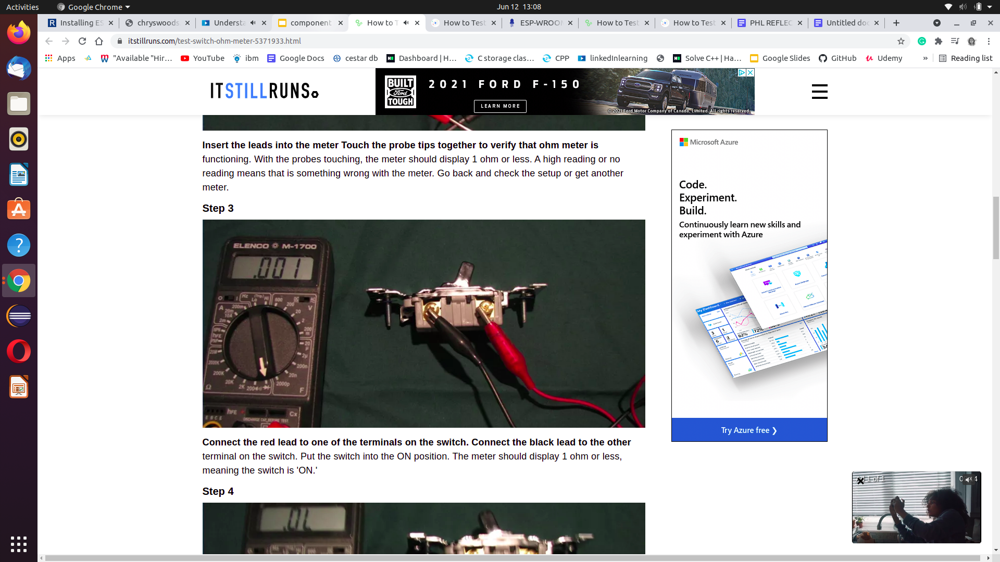 Activities
Google Chrome
Jun 12 13:08
Installing ES
chryswoods
Understa
component
How to T
How to Test
ESP-WROOM
How to Test
How to Test
PHL REFLEC
Untitled doc
itstillruns.com/test-switch-ohm-meter-5371933.html
Apps
"Available "Hir...
YouTube
ibm
Google Docs
cestar db
Dashboard | H...
C storage clas...
CPP
linkedInlearning
Solve C++ | Ha...
Google Slides
GitHub
Udemy
»
Reading list
ITSTILLRUNS
BUILT Ford TOUGH
2021 FORD F-150
LEARN MORE
© 2021 Ford Motor Company of Canada, Limited. All rights reserved.
Insert the leads into the meter Touch the probe tips together to verify that ohm meter is
functioning. With the probes touching, the meter should display 1 ohm or less. A high reading or no
reading means that is something wrong with the meter. Go back and check the setup or get another
meter.
Step 3
ELENCO M-1700
.001
hFE
Cx
DISCHARGE CAP. BEFORE TEST
Connect the red lead to one of the terminals on the switch. Connect the black lead to the other
terminal on the switch. Put the switch into the ON position. The meter should display 1 ohm or less,
meaning the switch is 'ON.'
Step 4
Microsoft Azure
Code.
Experiment.
Build.
Continuously learn new skills and
experiment with Azure
My Dashboard
Try Azure free ❯
Ad 1 of 1